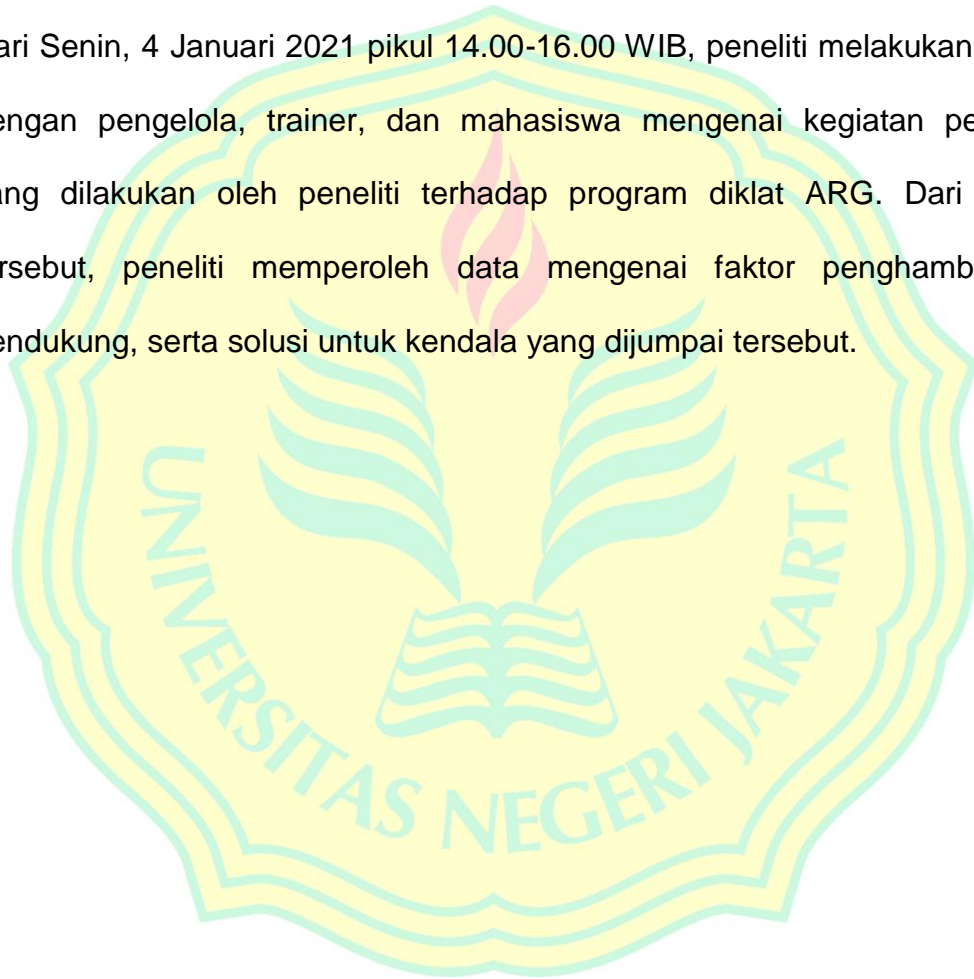 ari Senin, 4 Januari 2021 pikul 14.00-16.00 WIB, peneliti melakukan
engan pengelola, trainer, dan mahasiswa mengenai kegiatan pe
ang dilakukan oleh peneliti terhadap program diklat ARG. Dari
rsebut, peneliti memperoleh data mengenai faktor penghamb
endukung, serta solusi untuk kendala yang dijumpai tersebut.
UNIVERSITAS NEGERI JAKARTA